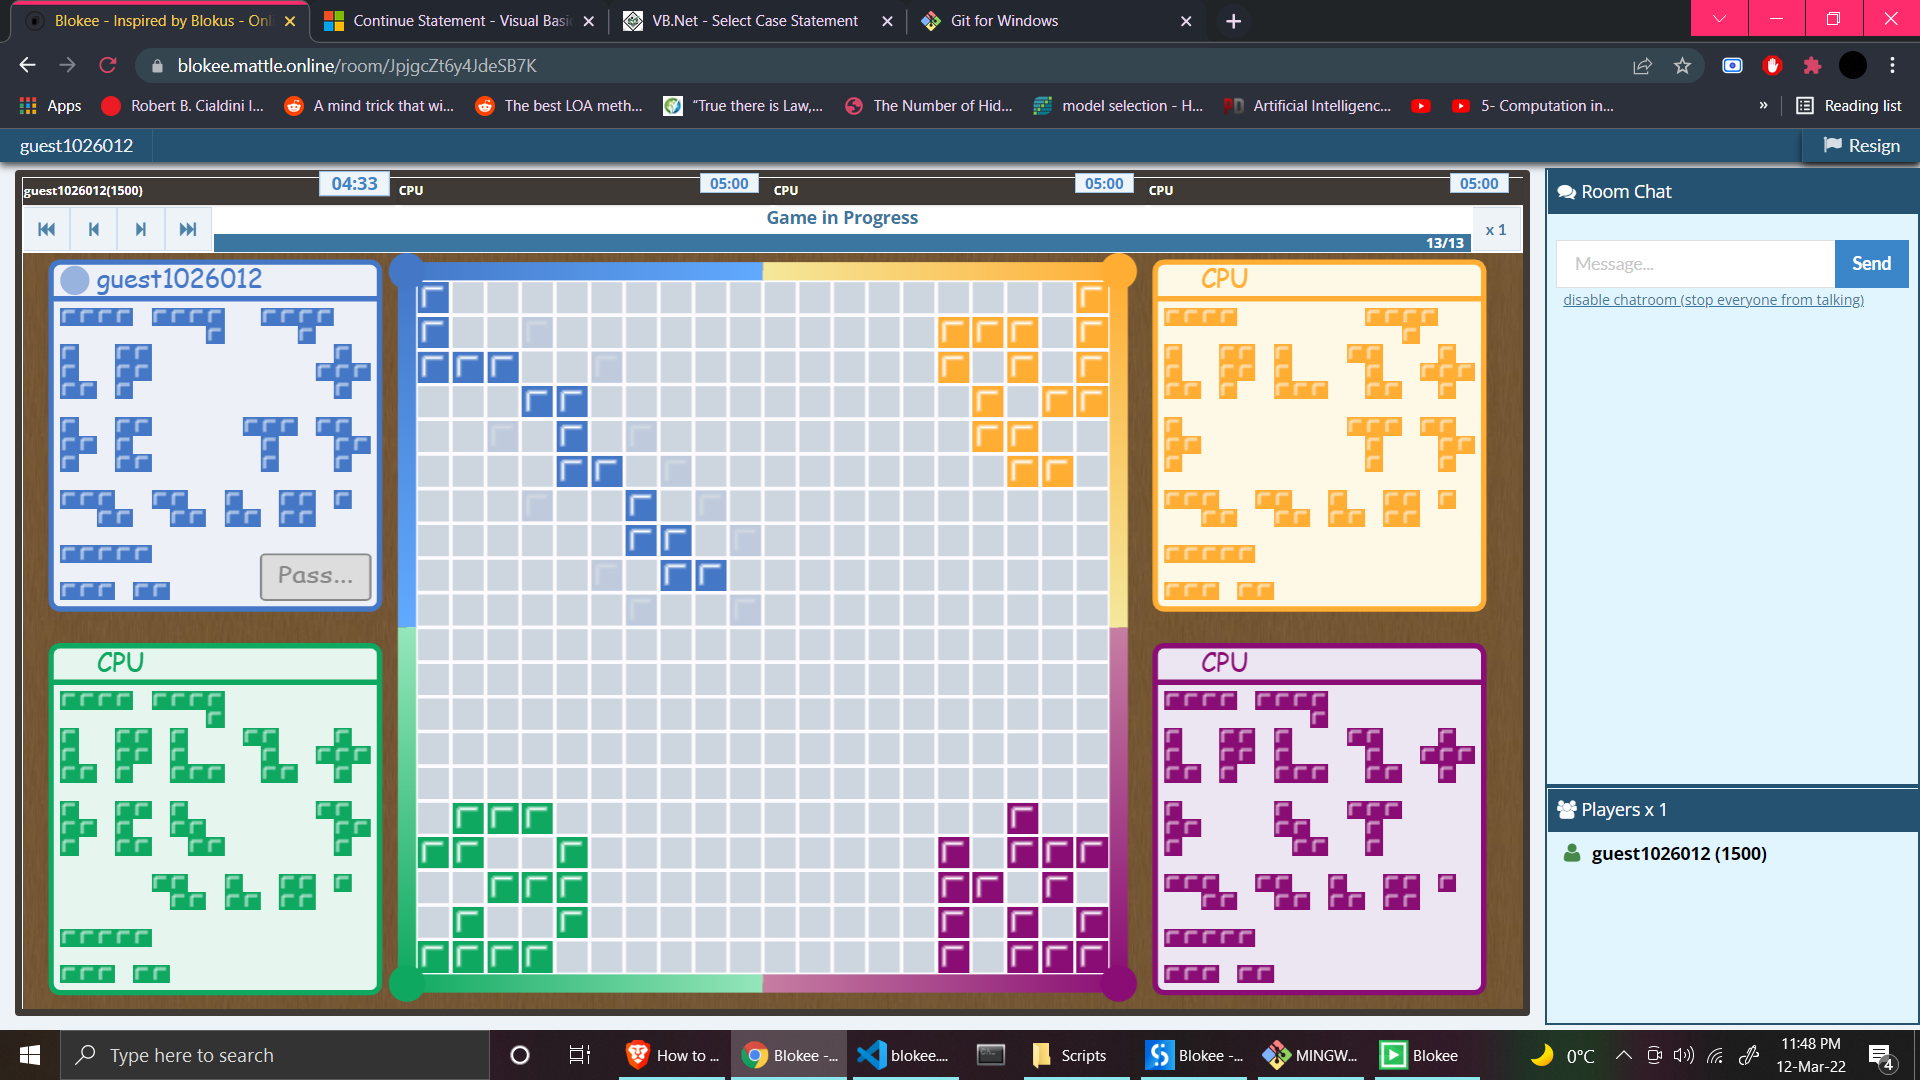 Blokee - Inspired by Blokus - Onl
Continue Statement - Visual Basi
VB.Net - Select Case Statement
Git for Windows
blokee.mattle.online/room/JpjgcZt6y4JdeSB7K
Apps
Robert B. Cialdini I...
A mind trick that wi...
The best LOA meth...
“True there is Law,...
The Number of Hid...
model selection - H...
Artificial Intelligenc...
5- Computation in...
»
Reading list
guest1026012
Resign
guest1026012(1500)
04:33
CPU
05:00
CPU
05:00
CPU
05:00
Game in Progress
13/13
x 1
guest1026012
Pass...
CPU
CPU
CPU
Room Chat
Message...
Send
disable chatroom (stop everyone from talking)
Players x 1
guest1026012 (1500)
Type here to search
How to ...
Blokee -...
blokee....
Scripts
Blokee -...
MINGW...
Blokee
0°C
11:48 PM
12-Mar-22
4